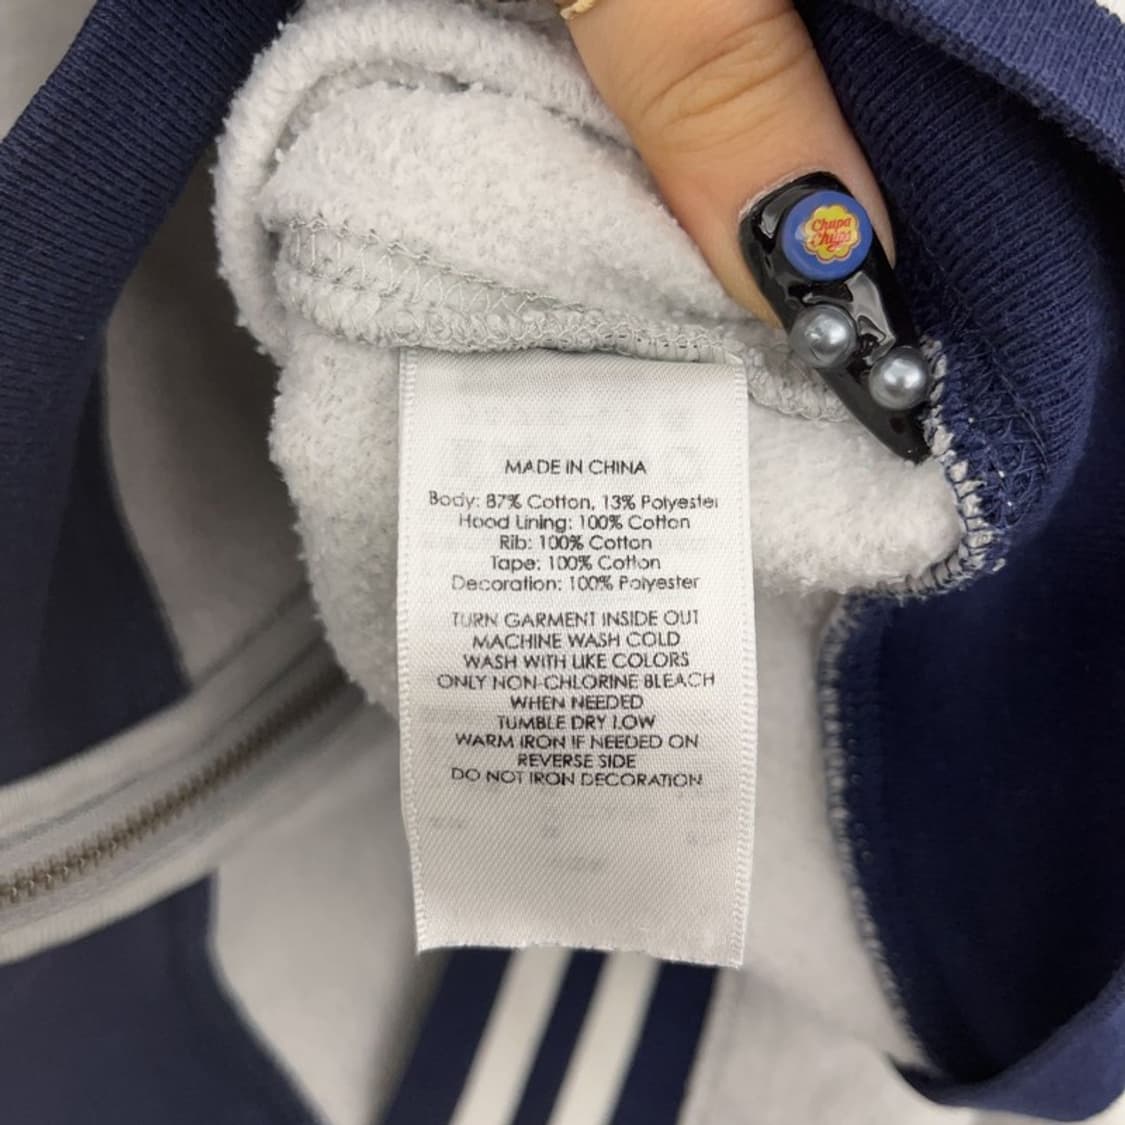 Chupa
Chups
MADE IN CHINA
Body: 87% Cotton, 13% Polyester
Hood Lining: 100% Cotton
Rib: 100% Cotton
Tape: 100% Cotton
Decoration: 100% Polyester
TURN GARMENT INSIDE OUT
MACHINE WASH COLD
WASH WITH LIKE COLORS
ONLY NON-CHLORINE BLEACH
WHEN NEEDED
TUMBLE DRY LOW
WARM IRON IF NEEDED ON
REVERSE SIDE
DO NOT IRON DECORATION